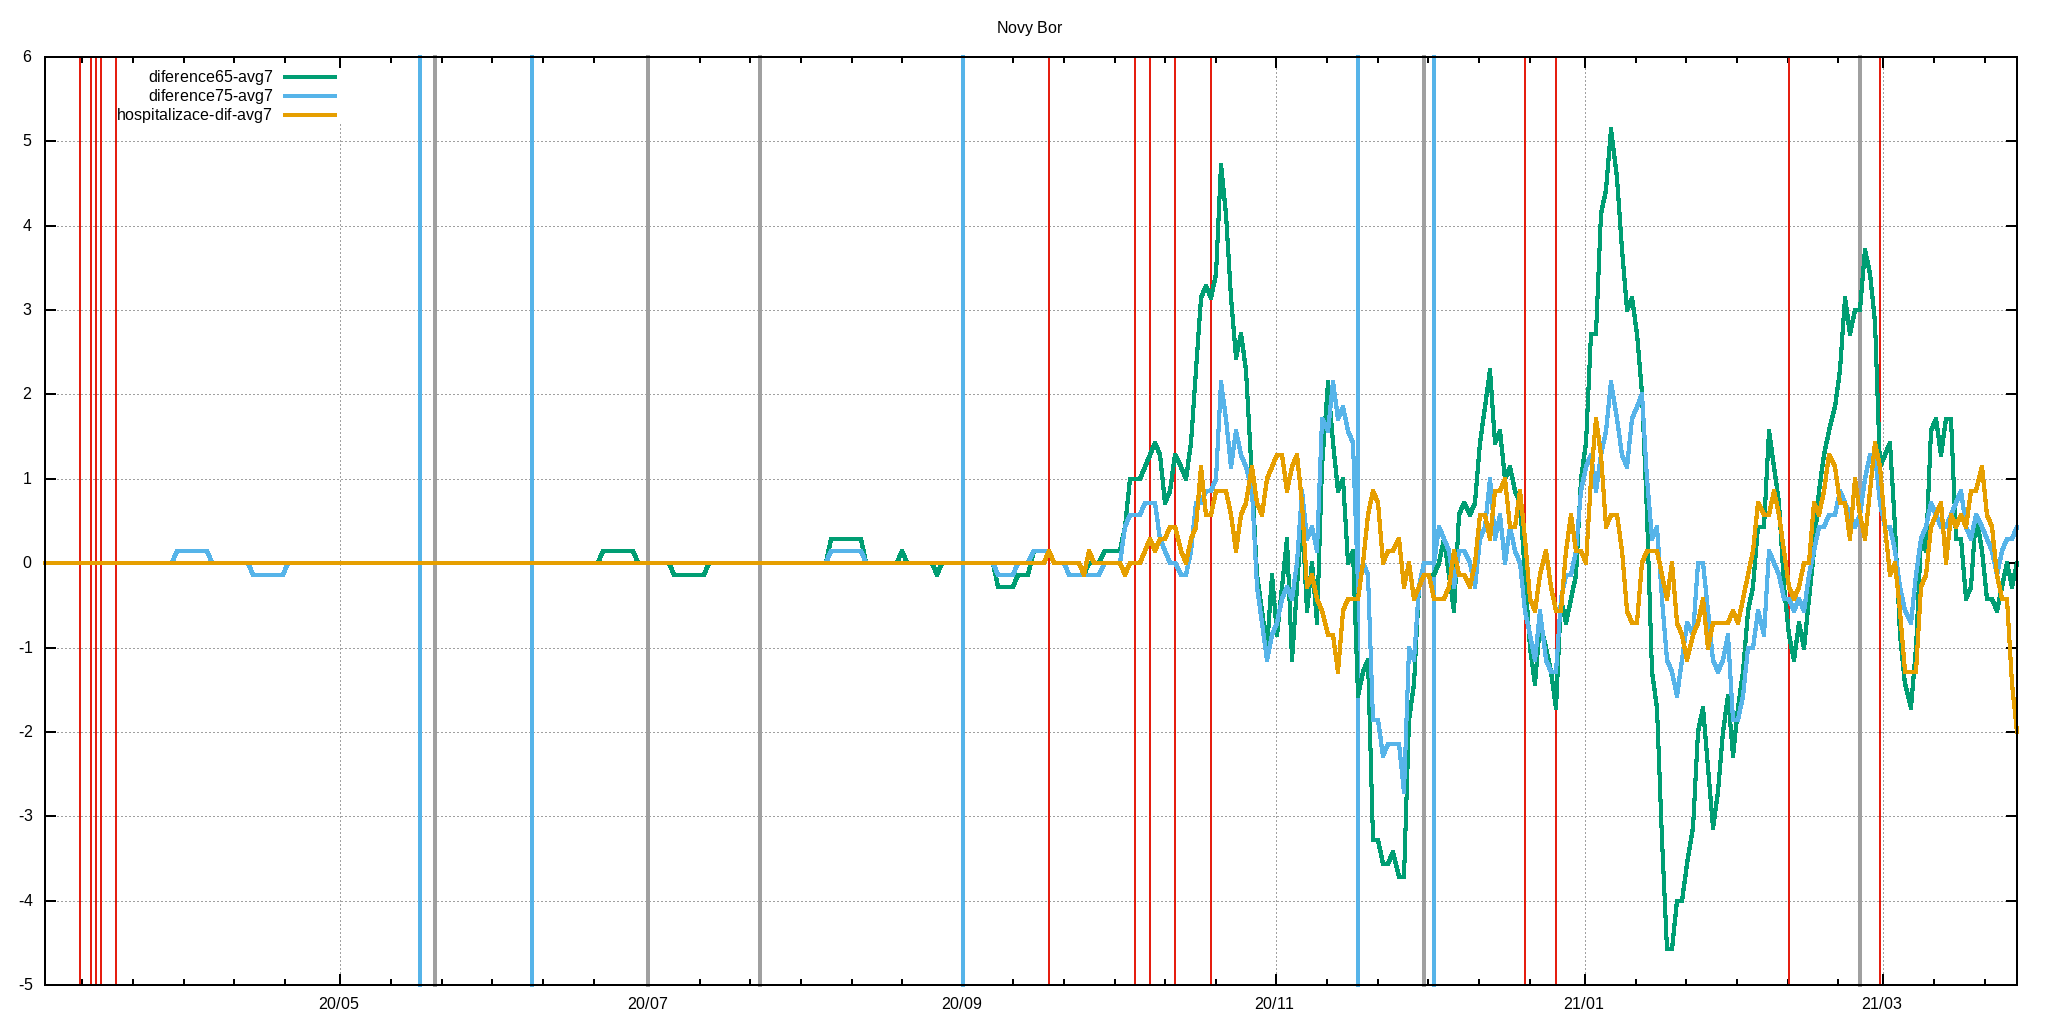 Novy Bor
6
diference65-avg7
diference75-avg7
hospitalizace-dif-avg7
5
4
3
2
1
0
-1
-2
-3
-4
-5
20/05 20/07 20/09 20/11 21/01 21/03